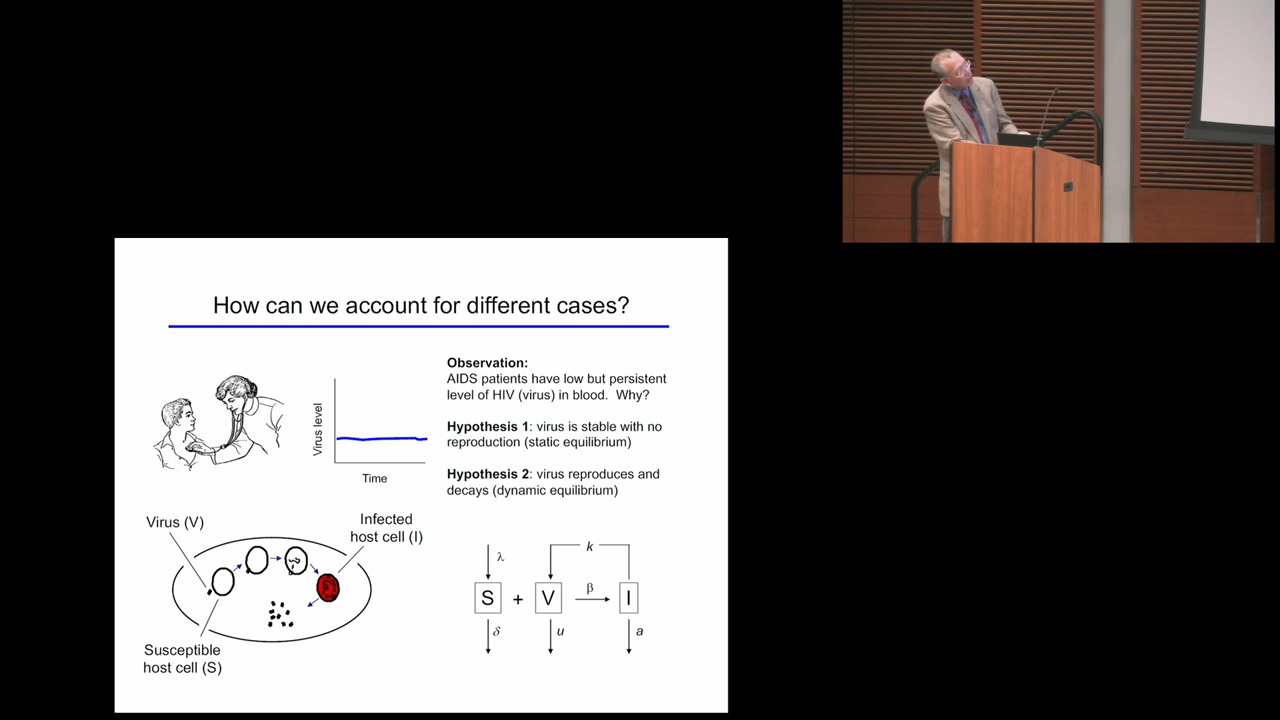 How can we account for different cases?
Observation:
AIDS patients have low but persistent
level of HIV (virus) in blood. Why?
Hypothesis 1: virus is stable with no
reproduction (static equilibrium)
Hypothesis 2: virus reproduces and
decays (dynamic equilibrium)
Virus level
Time
Virus (V)
Infected
host cell (I)
Susceptible
host cell (S)
λ
k
S + V β I
δ
u
a